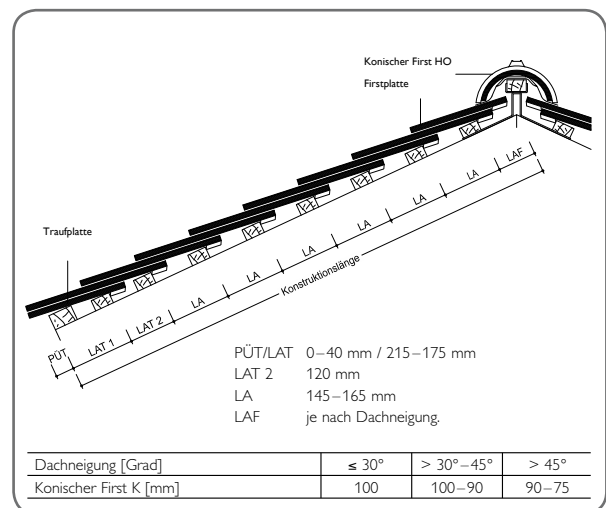 Konischer First HO
Firstplatte
Traufplatte
PÜT
LAT 1
LAT 2
LA
LA
LA
LA
LA
LA
LAF
Konstruktionslänge
PÜT/LAT 0–40 mm / 215–175 mm
LAT 2 120 mm
LA 145–165 mm
LAF je nach Dachneigung.
Dachneigung [Grad] ≤ 30° > 30°–45° > 45°
Konischer First K [mm] 100 100–90 90–75